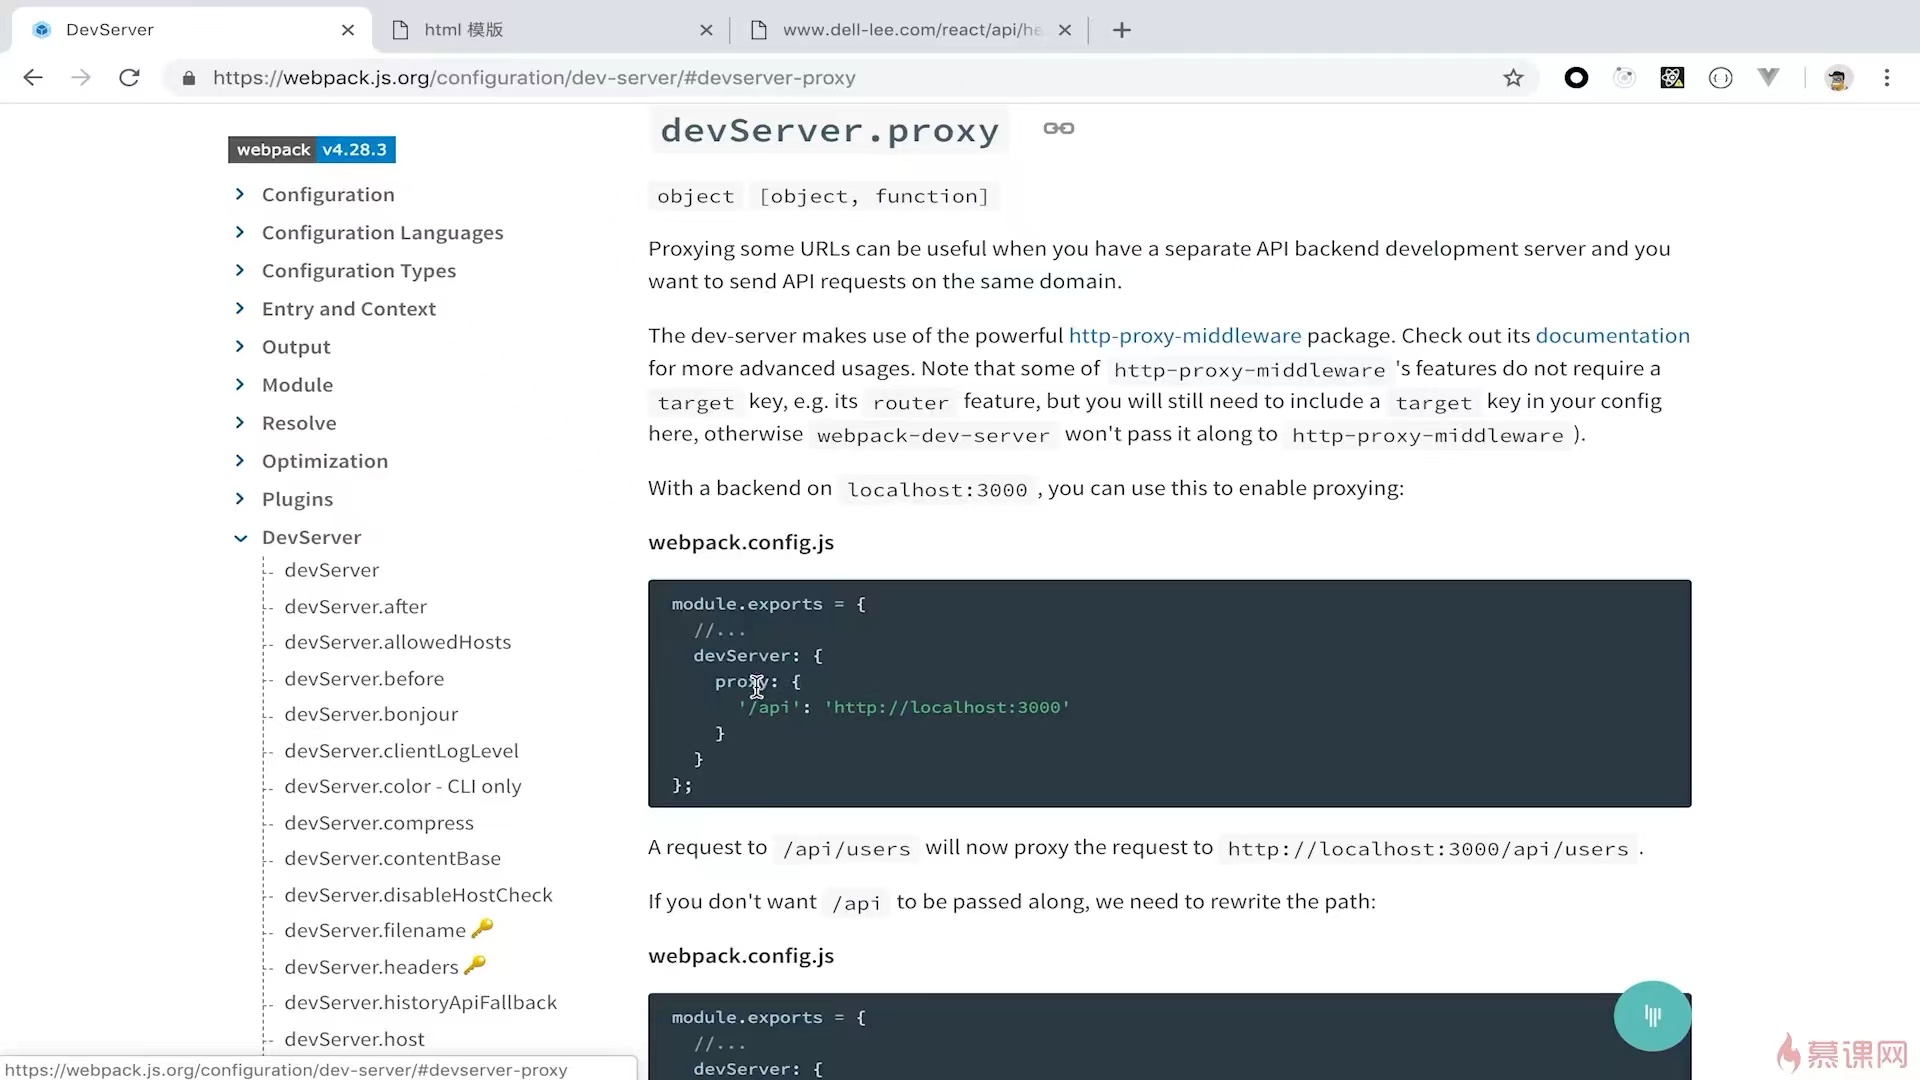 DevServer
html 模版
www.dell-lee.com/react/api/he
https://webpack.js.org/configuration/dev-server/#devserver-proxy
webpack v4.28.3
Configuration
Configuration Languages
Configuration Types
Entry and Context
Output
Module
Resolve
Optimization
Plugins
DevServer
devServer
devServer.after
devServer.allowedHosts
devServer.before
devServer.bonjour
devServer.clientLogLevel
devServer.color - CLI only
devServer.compress
devServer.contentBase
devServer.disableHostCheck
devServer.filename 🔑
devServer.headers 🔑
devServer.historyApiFallback
devServer.host
https://webpack.js.org/configuration/dev-server/#devserver-proxy
devServer.proxy
object [object, function]
Proxying some URLs can be useful when you have a separate API backend development server and you
want to send API requests on the same domain.
The dev-server makes use of the powerful http-proxy-middleware package. Check out its documentation
for more advanced usages. Note that some of http-proxy-middleware 's features do not require a
target key, e.g. its router feature, but you will still need to include a target key in your config
here, otherwise webpack-dev-server won't pass it along to http-proxy-middleware ).
With a backend on localhost:3000 , you can use this to enable proxying:
webpack.config.js
module.exports = {
//...
devServer: {
proxy: {
'/api': 'http://localhost:3000'
}
}
};
A request to /api/users will now proxy the request to http://localhost:3000/api/users .
If you don't want /api to be passed along, we need to rewrite the path:
webpack.config.js
module.exports = {
//...
devServer: {
慕课网